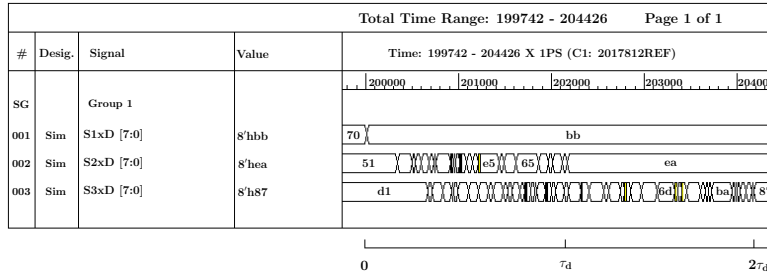 Total Time Range: 199742 - 204426 Page 1 of 1
# Desig. Signal Value Time: 199742 - 204426 X 1PS (C1: 2017812REF)
200000 201000 202000 203000 20400
SG Group 1
001 Sim S1xD [7:0] 8'hbb 70 bb
002 Sim S2xD [7:0] 8'hea 51 e5 65 ea
003 Sim S3xD [7:0] 8'h87 d1 6d ba 8
0 τd 2τd